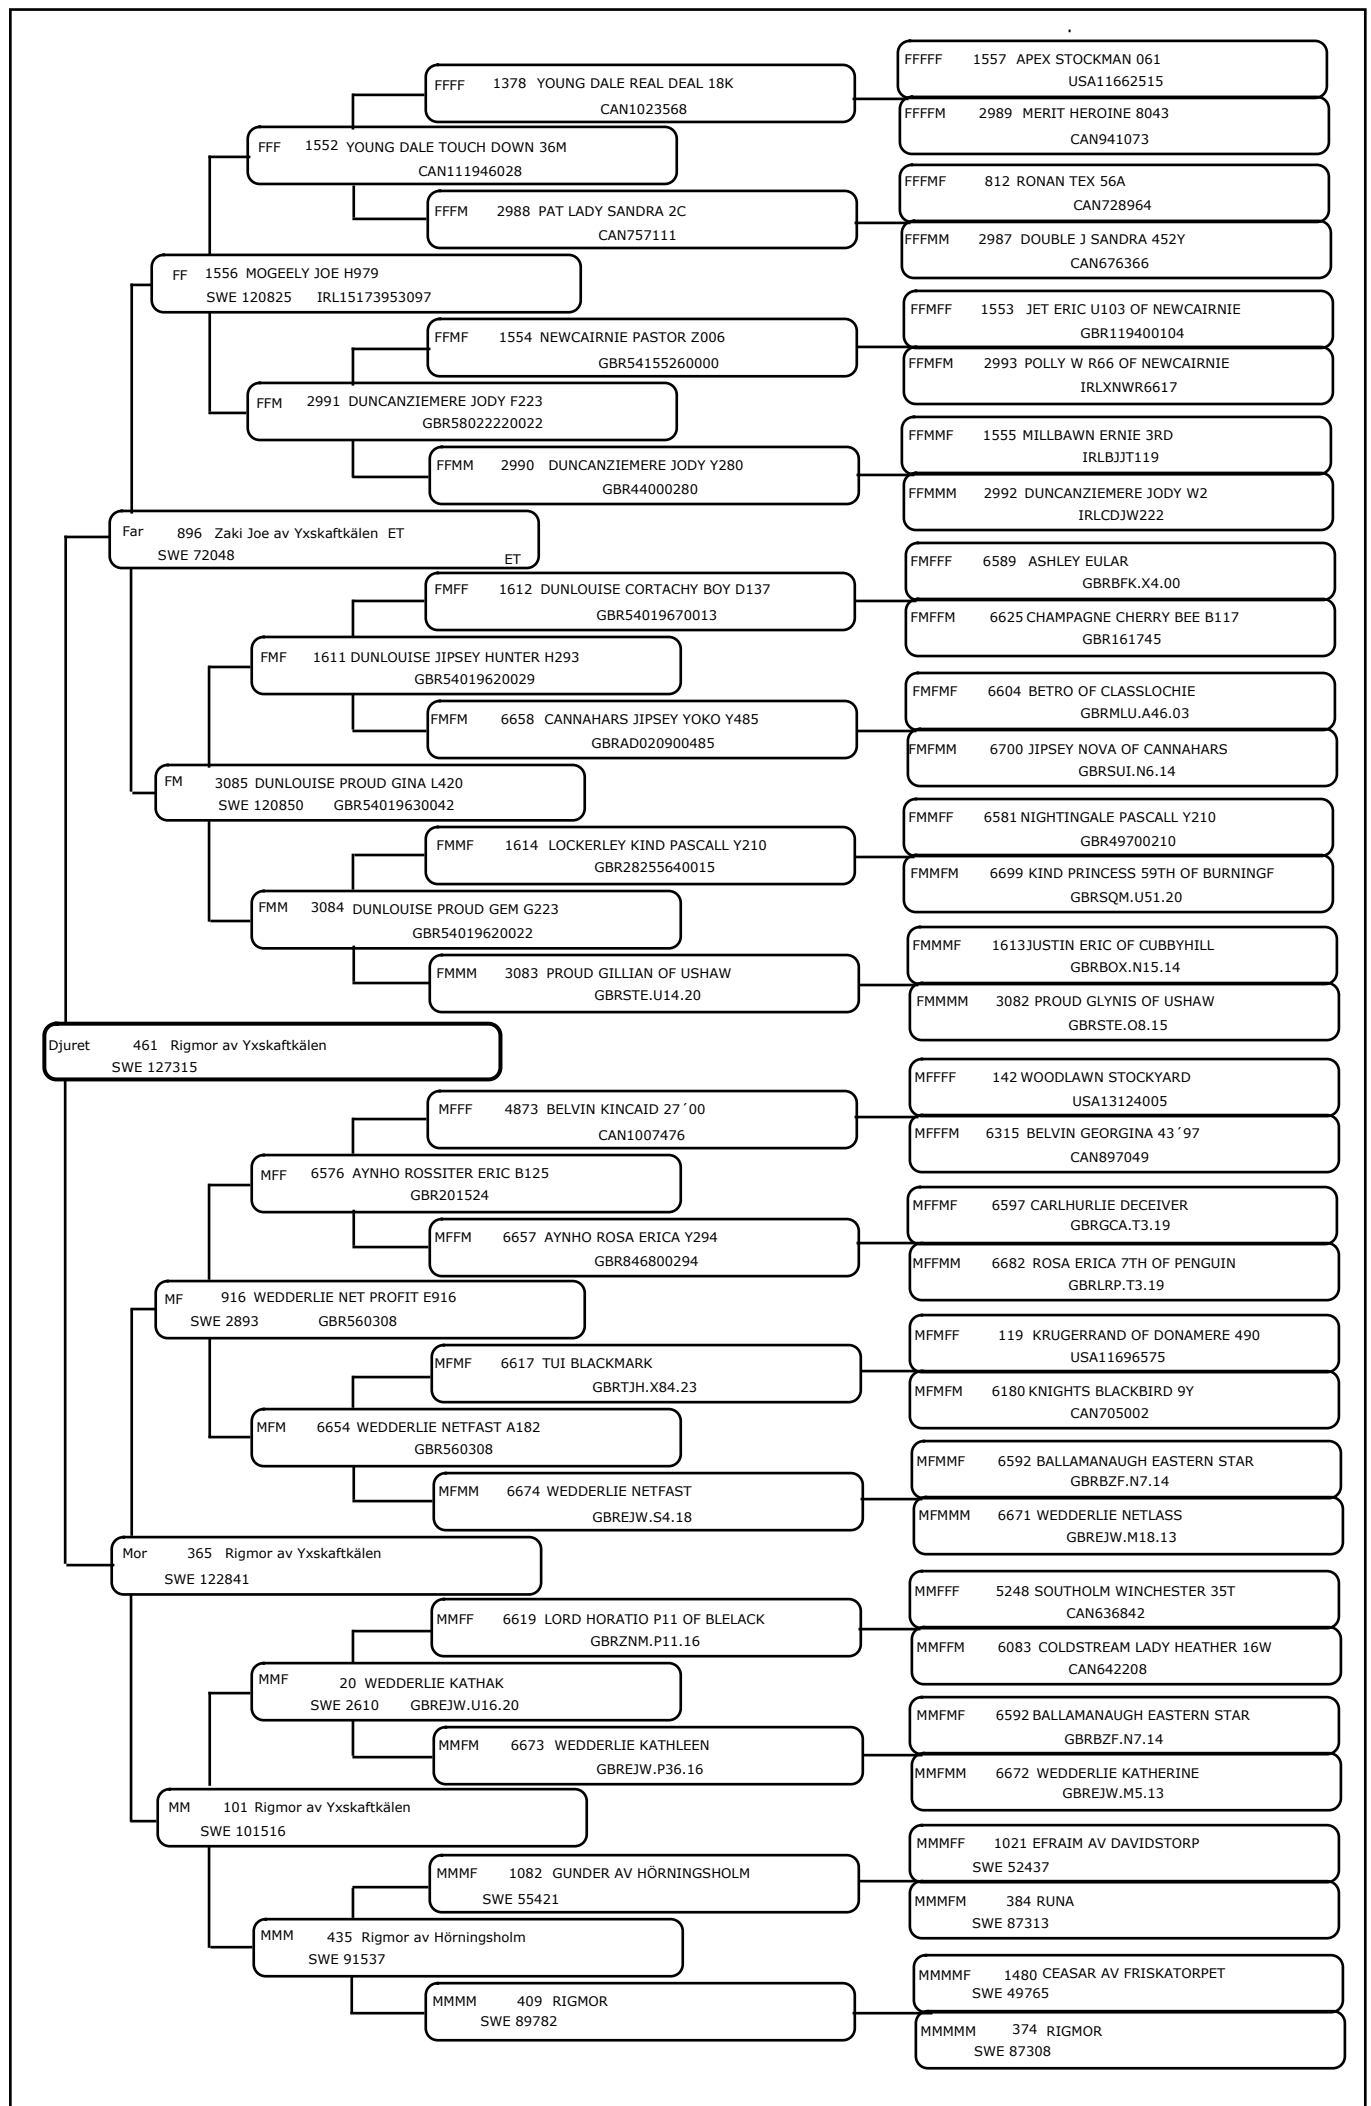 FFFFF 1557 APEX STOCKMAN 061
USA11662515
FFFF 1378 YOUNG DALE REAL DEAL 18K
CAN1023568
FFFFM 2989 MERIT HEROINE 8043
CAN941073
FFF 1552 YOUNG DALE TOUCH DOWN 36M
CAN111946028
FFFMF 812 RONAN TEX 56A
CAN728964
FFFM 2988 PAT LADY SANDRA 2C
CAN757111
FFFMM 2987 DOUBLE J SANDRA 452Y
CAN676366
FF 1556 MOGEELY JOE H979
SWE 120825 IRL15173953097
FFMFF 1553 JET ERIC U103 OF NEWCAIRNIE
GBR119400104
FFMF 1554 NEWCAIRNIE PASTOR Z006
GBR54155260000
FFMFM 2993 POLLY W R66 OF NEWCAIRNIE
IRLXNWR6617
FFM 2991 DUNCANZIEMERE JODY F223
GBR58022220022
FFMMF 1555 MILLBAWN ERNIE 3RD
IRLBJJT119
FFMM 2990 DUNCANZIEMERE JODY Y280
GBR44000280
FFMMM 2992 DUNCANZIEMERE JODY W2
IRLCDJW222
Far 896 Zaki Joe av Yxskaftkälen ET
SWE 72048 ET
FMFFF 6589 ASHLEY EULAR
GBRBFK.X4.00
FMFF 1612 DUNLOUISE CORTACHY BOY D137
GBR54019670013
FMFFM 6625 CHAMPAGNE CHERRY BEE B117
GBR161745
FMF 1611 DUNLOUISE JIPSEY HUNTER H293
GBR54019620029
FMFMF 6604 BETRO OF CLASSLOCHIE
GBRMLU.A46.03
FMFM 6658 CANNAHARS JIPSEY YOKO Y485
GBRAD020900485
FMFMM 6700 JIPSEY NOVA OF CANNAHARS
GBRSUI.N6.14
FM 3085 DUNLOUISE PROUD GINA L420
SWE 120850 GBR54019630042
FMMFF 6581 NIGHTINGALE PASCALL Y210
GBR49700210
FMMF 1614 LOCKERLEY KIND PASCALL Y210
GBR28255640015
FMMFM 6699 KIND PRINCESS 59TH OF BURNINGF
GBRSQM.U51.20
FMM 3084 DUNLOUISE PROUD GEM G223
GBR54019620022
FMMMF 1613JUSTIN ERIC OF CUBBYHILL
GBRBOX.N15.14
FMMM 3083 PROUD GILLIAN OF USHAW
GBRSTE.U14.20
FMMMM 3082 PROUD GLYNIS OF USHAW
GBRSTE.O8.15
Djuret 461 Rigmor av Yxskaftkälen
SWE 127315
MFFFF 142 WOODLAWN STOCKYARD
USA13124005
MFFF 4873 BELVIN KINCAID 27´00
CAN1007476
MFFFM 6315 BELVIN GEORGINA 43´97
CAN897049
MFF 6576 AYNHO ROSSITER ERIC B125
GBR201524
MFFMF 6597 CARLHURLIE DECEIVER
GBRGCA.T3.19
MFFM 6657 AYNHO ROSA ERICA Y294
GBR846800294
MFFMM 6682 ROSA ERICA 7TH OF PENGUIN
GBRLRP.T3.19
MF 916 WEDDERLIE NET PROFIT E916
SWE 2893 GBR560308
MFMFF 119 KRUGERRAND OF DONAMERE 490
USA11696575
MFMF 6617 TUI BLACKMARK
GBRTJH.X84.23
MFMFM 6180 KNIGHTS BLACKBIRD 9Y
CAN705002
MFM 6654 WEDDERLIE NETFAST A182
GBR560308
MFMMF 6592 BALLAMANAUGH EASTERN STAR
GBRBZF.N7.14
MFMM 6674 WEDDERLIE NETFAST
GBREJW.S4.18
MFMMM 6671 WEDDERLIE NETLASS
GBREJW.M18.13
Mor 365 Rigmor av Yxskaftkälen
SWE 122841
MMFFF 5248 SOUTHOLM WINCHESTER 35T
CAN636842
MMFF 6619 LORD HORATIO P11 OF BLELACK
GBRZNM.P11.16
MMFFM 6083 COLDSTREAM LADY HEATHER 16W
CAN642208
MMF 20 WEDDERLIE KATHAK
SWE 2610 GBREJW.U16.20
MMFMF 6592 BALLAMANAUGH EASTERN STAR
GBRBZF.N7.14
MMFM 6673 WEDDERLIE KATHLEEN
GBREJW.P36.16
MMFMM 6672 WEDDERLIE KATHERINE
GBREJW.M5.13
MM 101 Rigmor av Yxskaftkälen
SWE 101516
MMMFF 1021 EFRAIM AV DAVIDSTORP
SWE 52437
MMMF 1082 GUNDER AV HÖRNINGSHOLM
SWE 55421
MMMFM 384 RUNA
SWE 87313
MMM 435 Rigmor av Hörningsholm
SWE 91537
MMMMF 1480 CEASAR AV FRISKATORPET
SWE 49765
MMMM 409 RIGMOR
SWE 89782
MMMMM 374 RIGMOR
SWE 87308